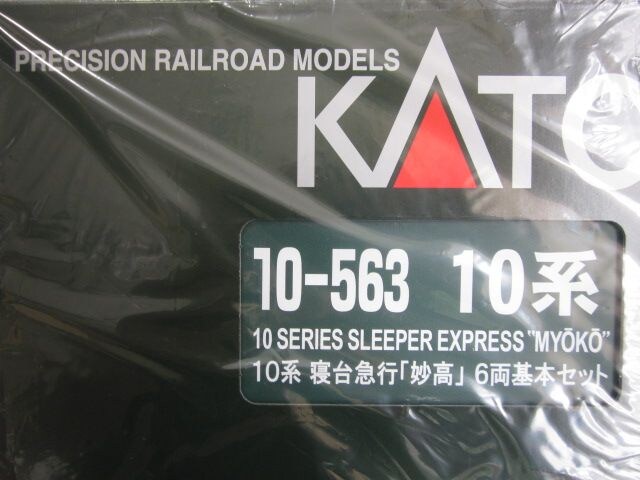 PRECISION RAILROAD MODELS
KATO
10-563 10系
10 SERIES SLEEPER EXPRESS "MYŌKŌ"
10系 寝台急行「妙高」 6両基本セット